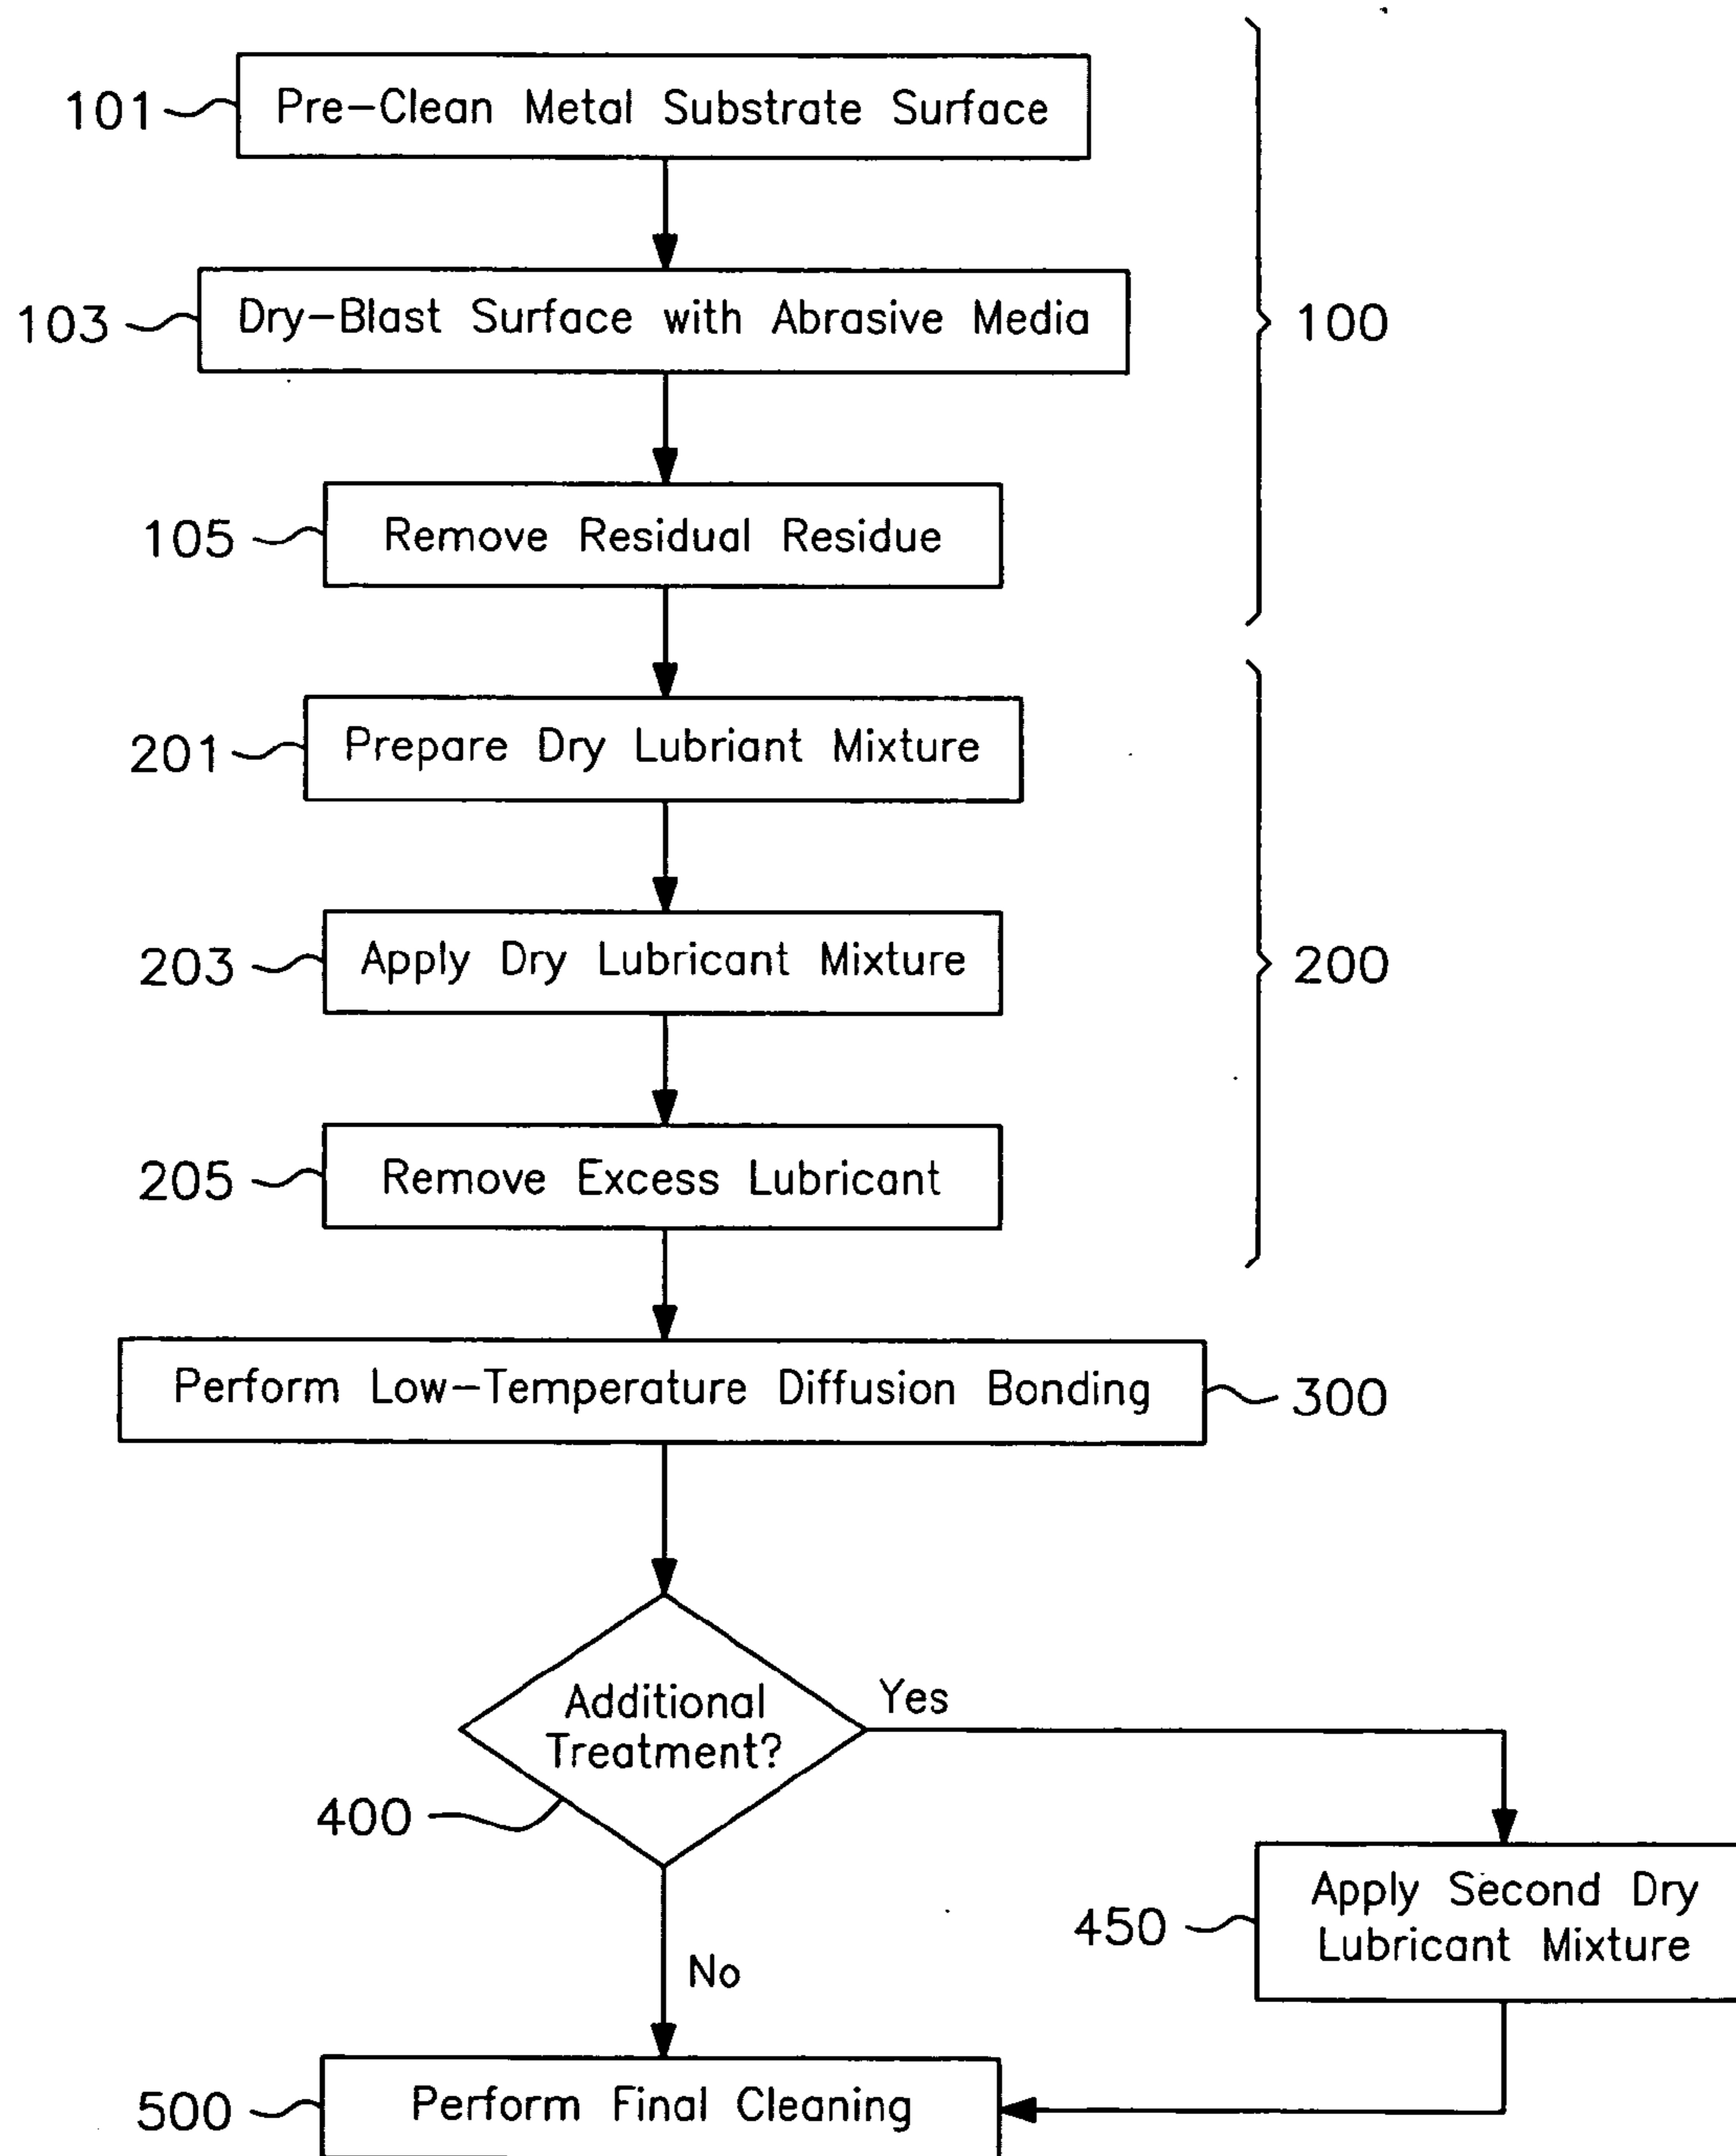 101 Pre-Clean Metal Substrate Surface
103 Dry-Blast Surface with Abrasive Media
100
105 Remove Residual Residue
201 Prepare Dry Lubriant Mixture
203 Apply Dry Lubricant Mixture
200
205 Remove Excess Lubricant
Perform Low-Temperature Diffusion Bonding 300
Additional
Treatment?
Yes
400
Apply Second Dry
Lubricant Mixture
450
No
500 Perform Final Cleaning